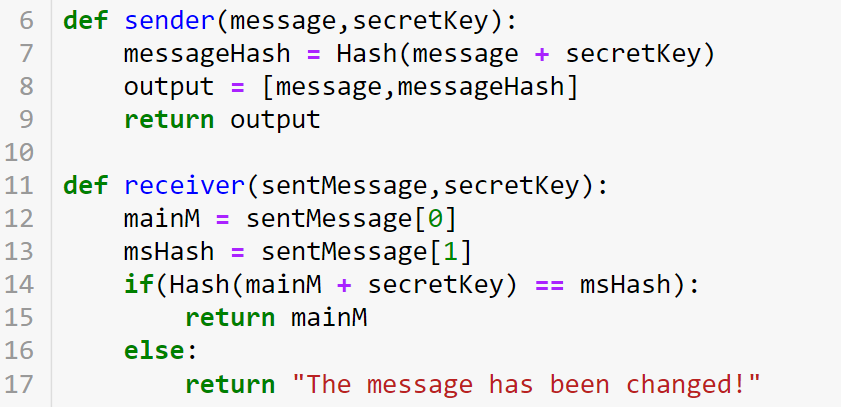 6 def sender(message,secretKey):
7     messageHash = Hash(message + secretKey)
8     output = [message,messageHash]
9     return output
10
11 def receiver(sentMessage,secretKey):
12     mainM = sentMessage[0]
13     msHash = sentMessage[1]
14     if(Hash(mainM + secretKey) == msHash):
15         return mainM
16     else:
17         return "The message has been changed!"